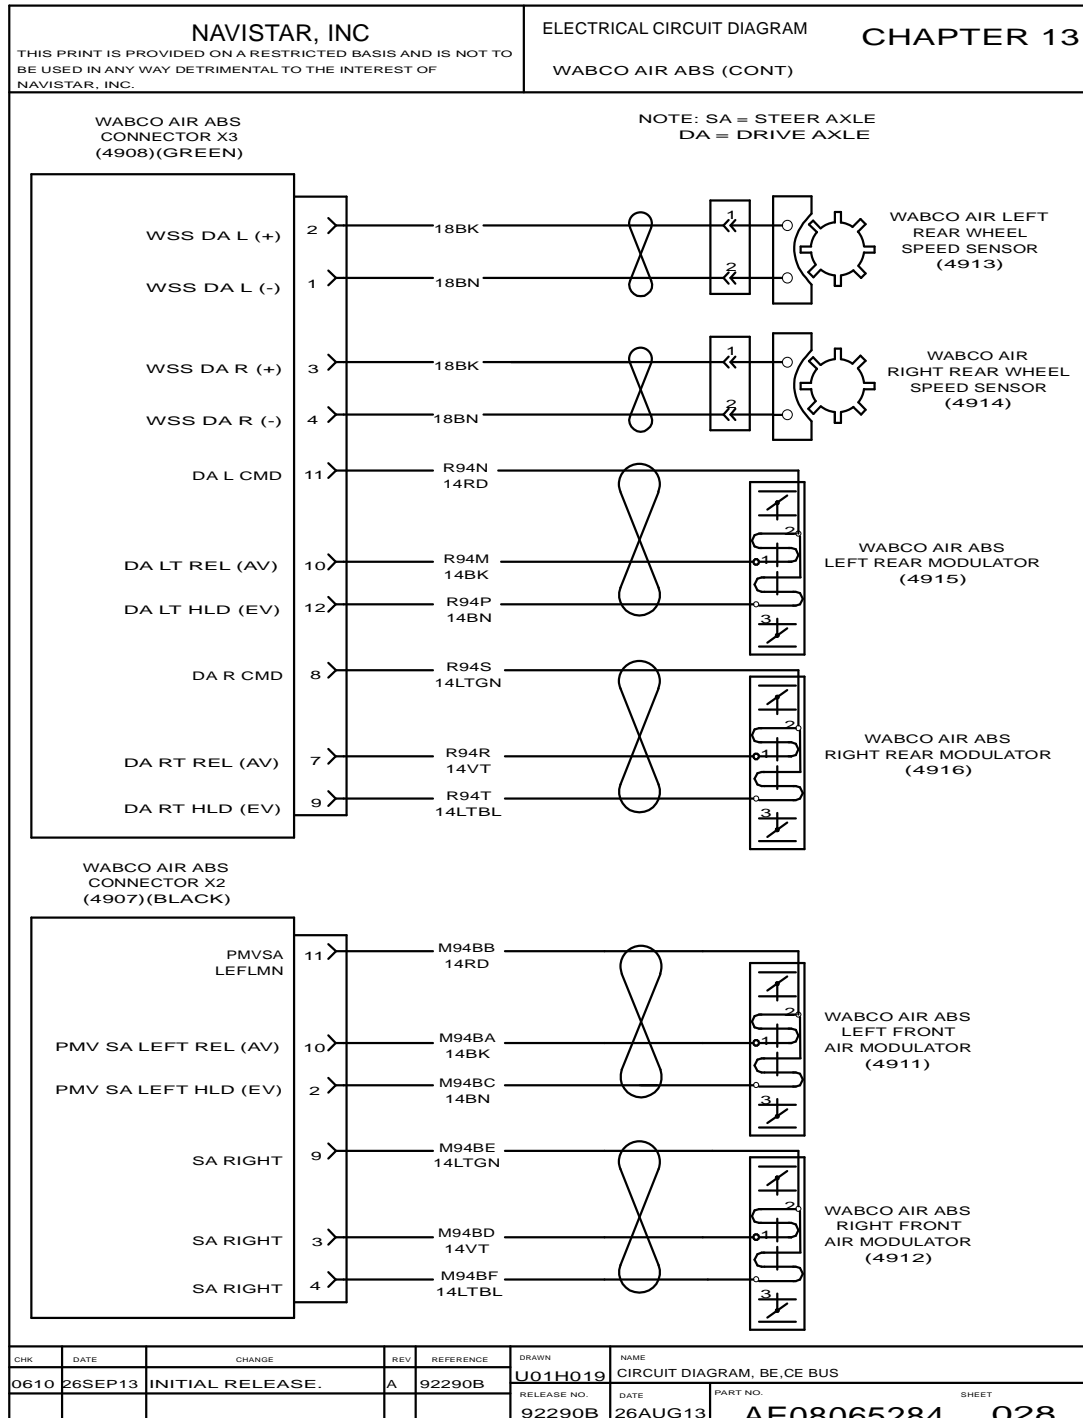 NAVISTAR, INC
THIS PRINT IS PROVIDED ON A RESTRICTED BASIS AND IS NOT TO
BE USED IN ANY WAY DETRIMENTAL TO THE INTEREST OF
NAVISTAR, INC.
ELECTRICAL CIRCUIT DIAGRAM
WABCO AIR ABS (CONT)
CHAPTER 13
NOTE: SA = STEER AXLE
DA = DRIVE AXLE
WABCO AIR ABS
CONNECTOR X3
(4908)(GREEN)
WSS DA L (+) 2 18BK 1
WSS DA L (-) 1 18BN 2
WABCO AIR LEFT
REAR WHEEL
SPEED SENSOR
(4913)
WSS DA R (+) 3 18BK 1
WSS DA R (-) 4 18BN 2
WABCO AIR
RIGHT REAR WHEEL
SPEED SENSOR
(4914)
DA L CMD 11 R94N
14RD
2
DA LT REL (AV) 10 R94M 1
14BK
DA LT HLD (EV) 12 R94P
14BN
3
WABCO AIR ABS
LEFT REAR MODULATOR
(4915)
DA R CMD 8 R94S
14LTGN
2
DA RT REL (AV) 7 R94R 1
14VT
DA RT HLD (EV) 9 R94T
14LTBL
3
WABCO AIR ABS
RIGHT REAR MODULATOR
(4916)
WABCO AIR ABS
CONNECTOR X2
(4907)(BLACK)
PMVSA
LEFLMN
11 M94BB
14RD
2
PMV SA LEFT REL (AV) 10 M94BA 1
14BK
PMV SA LEFT HLD (EV) 2 M94BC
14BN
3
WABCO AIR ABS
LEFT FRONT
AIR MODULATOR
(4911)
SA RIGHT 9 M94BE
14LTGN
2
SA RIGHT 3 M94BD 1
14VT
SA RIGHT 4 M94BF
14LTBL
3
WABCO AIR ABS
RIGHT FRONT
AIR MODULATOR
(4912)
CHK DATE CHANGE REV REFERENCE
0610 26SEP13 INITIAL RELEASE. A 92290B
DRAWN
U01H019
NAME
CIRCUIT DIAGRAM, BE,CE BUS
RELEASE NO.
92290B
DATE
26AUG13
PART NO.
AE08065284
SHEET
028